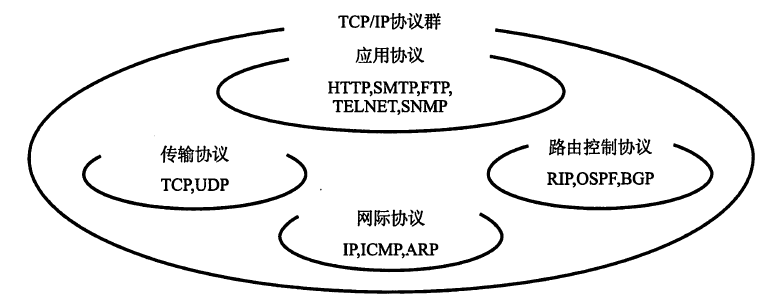 TCP/IP协议群
应用协议
HTTP,SMTP,FTP,
TELNET,SNMP
传输协议
TCP,UDP
路由控制协议
RIP,OSPF,BGP
网际协议
IP,ICMP,ARP